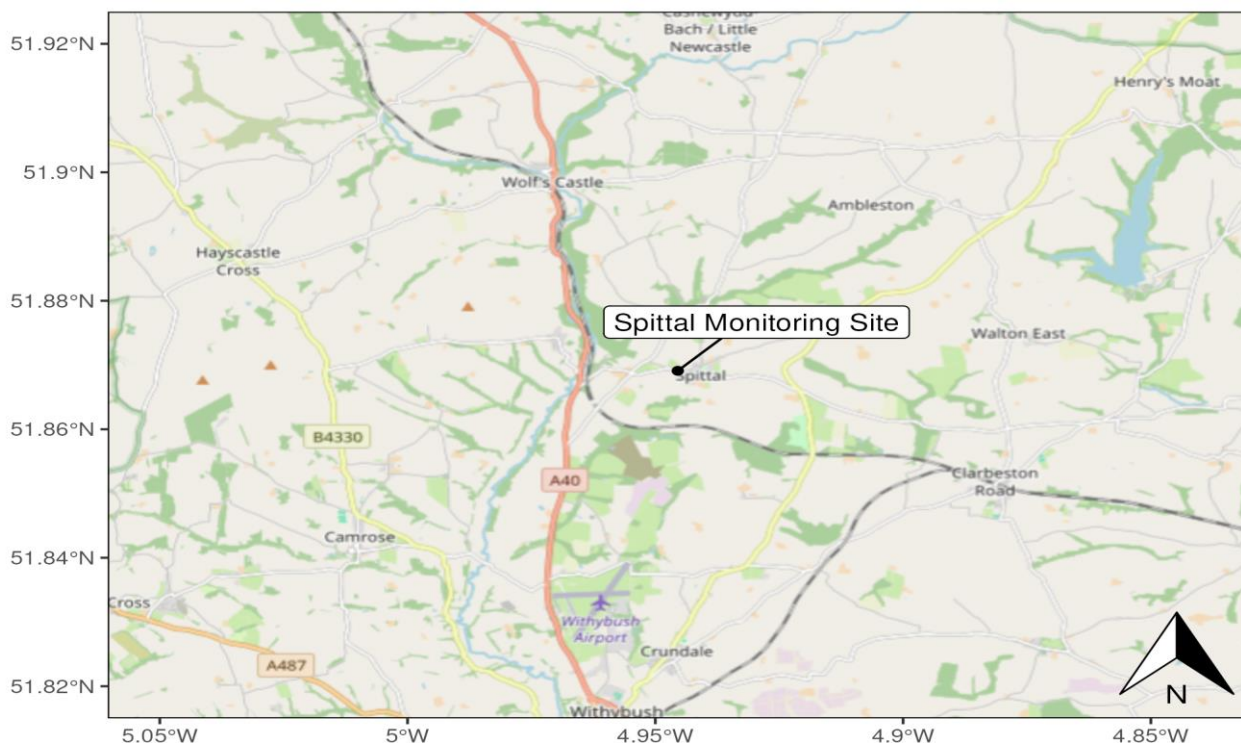 51.92°N
Bach / Little
Newcastle
Henry's Moat
51.9°N
Wolf's Castle
Ambleston
Hayscastle
Cross
51.88°N
Spittal Monitoring Site
Walton East
Spittal
51.86°N
B4330
A40
Clarbeston
Road
Camrose
51.84°N
Cross
Withybush
Airport
Crundale
A487
51.82°N
Withybush
N
5.05°W
5°W
4.95°W
4.9°W
4.85°W